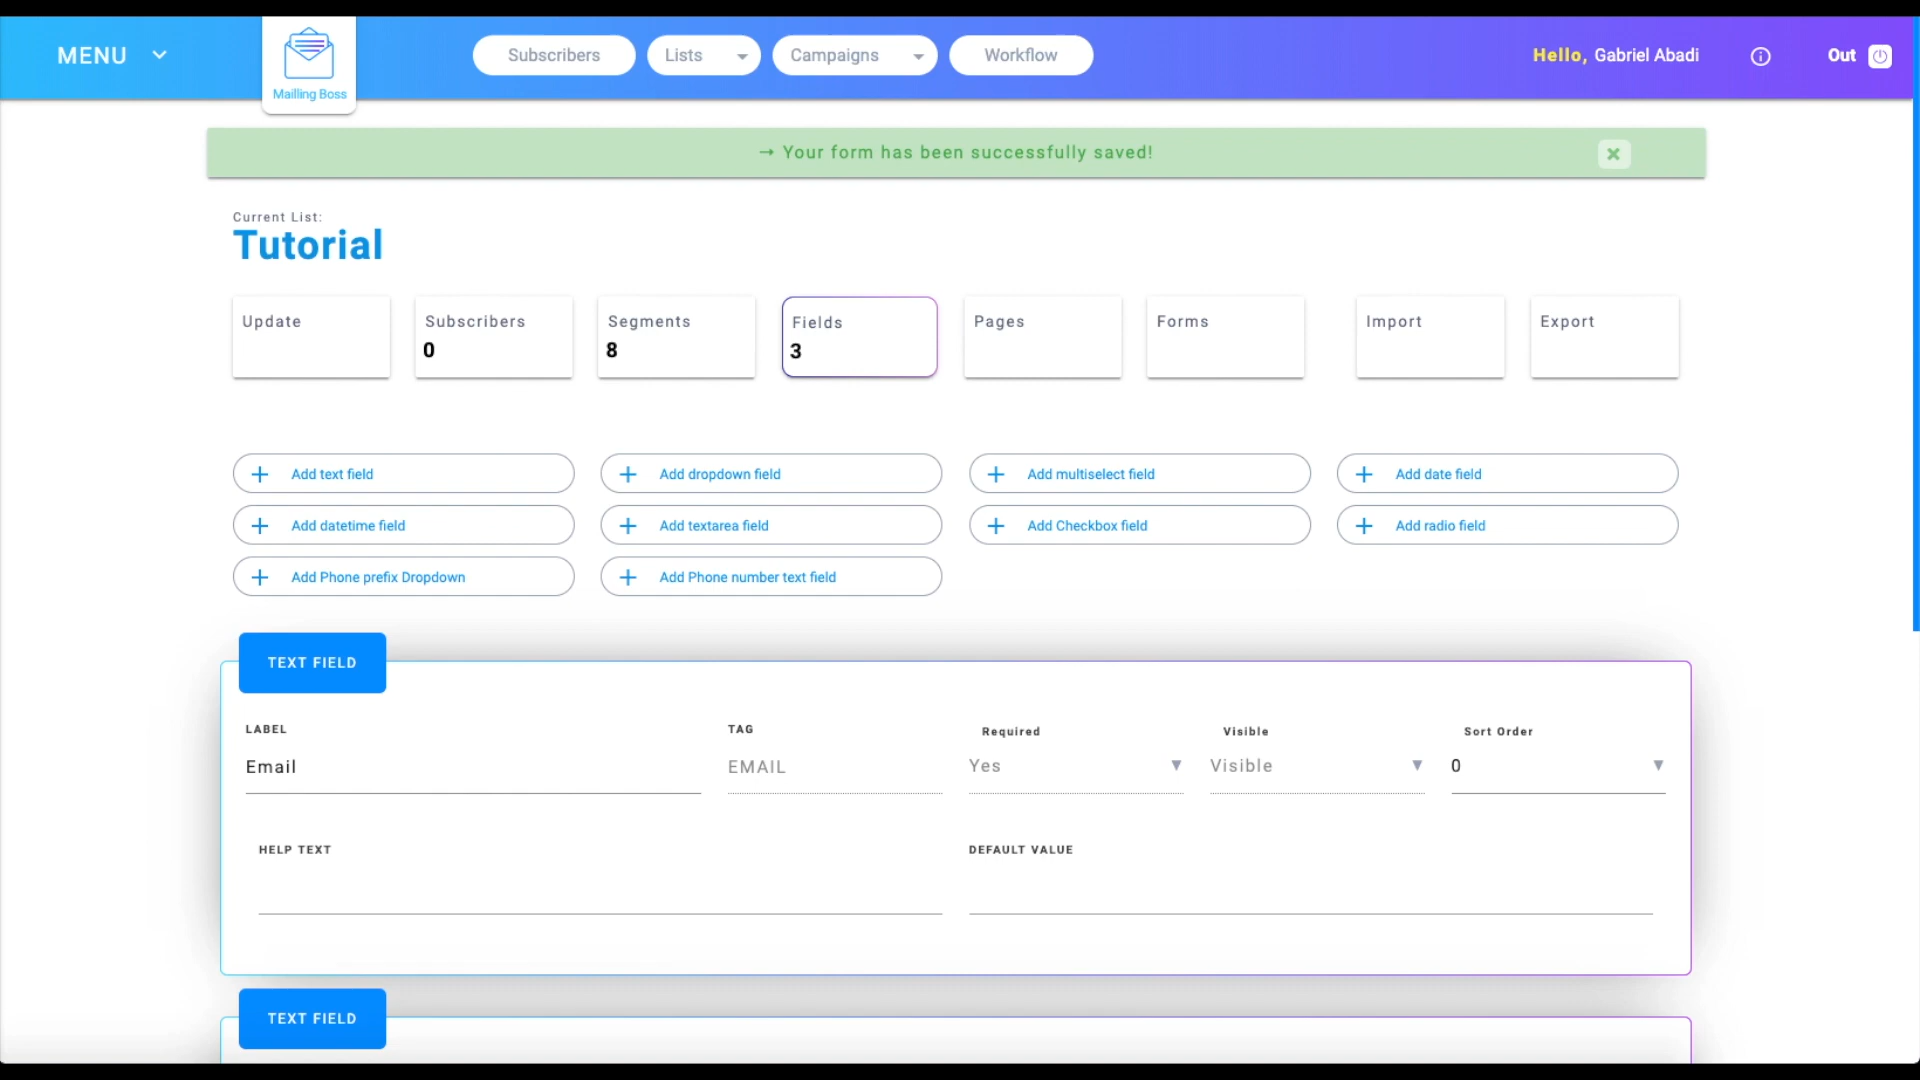 MENU
Mailling Boss
Subscribers
Lists
Campaigns
Workflow
Hello, Gabriel Abadi
Out
→ Your form has been successfully saved!
Current List:
Tutorial
Update
Subscribers
0
Segments
8
Fields
3
Pages
Forms
Import
Export
Add text field
Add dropdown field
Add multiselect field
Add date field
Add datetime field
Add textarea field
Add Checkbox field
Add radio field
Add Phone prefix Dropdown
Add Phone number text field
TEXT FIELD
LABEL
Email
TAG
EMAIL
Required
Yes
Visible
Visible
Sort Order
0
HELP TEXT
DEFAULT VALUE
TEXT FIELD